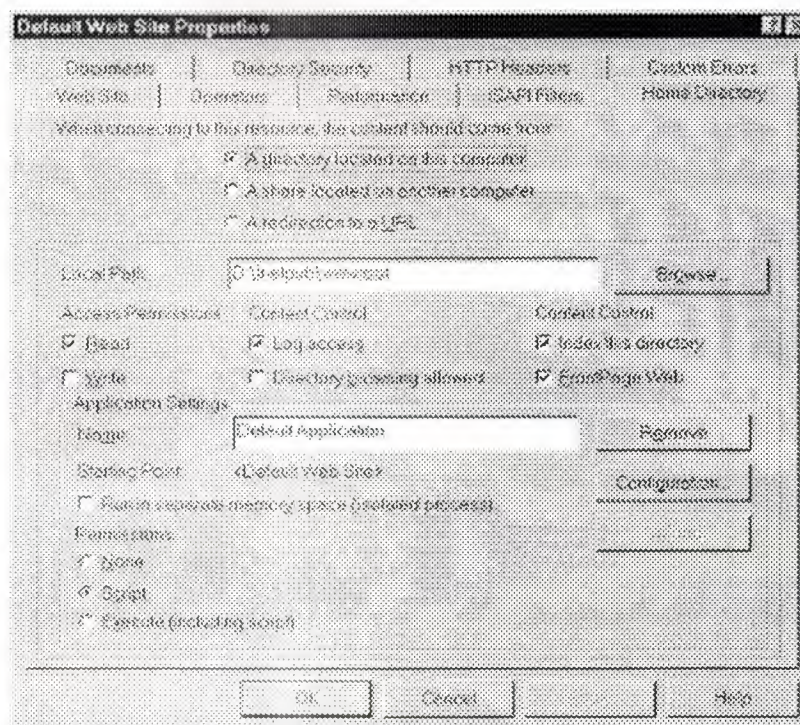 Default Web Site Properties
Documents Directory Security HTTP Headers Custom Errors
Web Site Operators Performance ISAPI Filters Home Directory
When connecting to this resource, the content should come from:
A directory located on this computer
A share located on another computer
A redirection to a URL
Local Path: D:\Inetpub\wwwroot Browse...
Access Permissions Content Control Content Control
Read Log access Index this directory
Write Directory browsing allowed FrontPage Web
Application Settings
Name: Default Application Remove
Starting Point: <Default Web Site>
Configuration...
Run in separate memory space (isolated process)
Permissions:
None
Script
Execute (including script)
OK Cancel Help